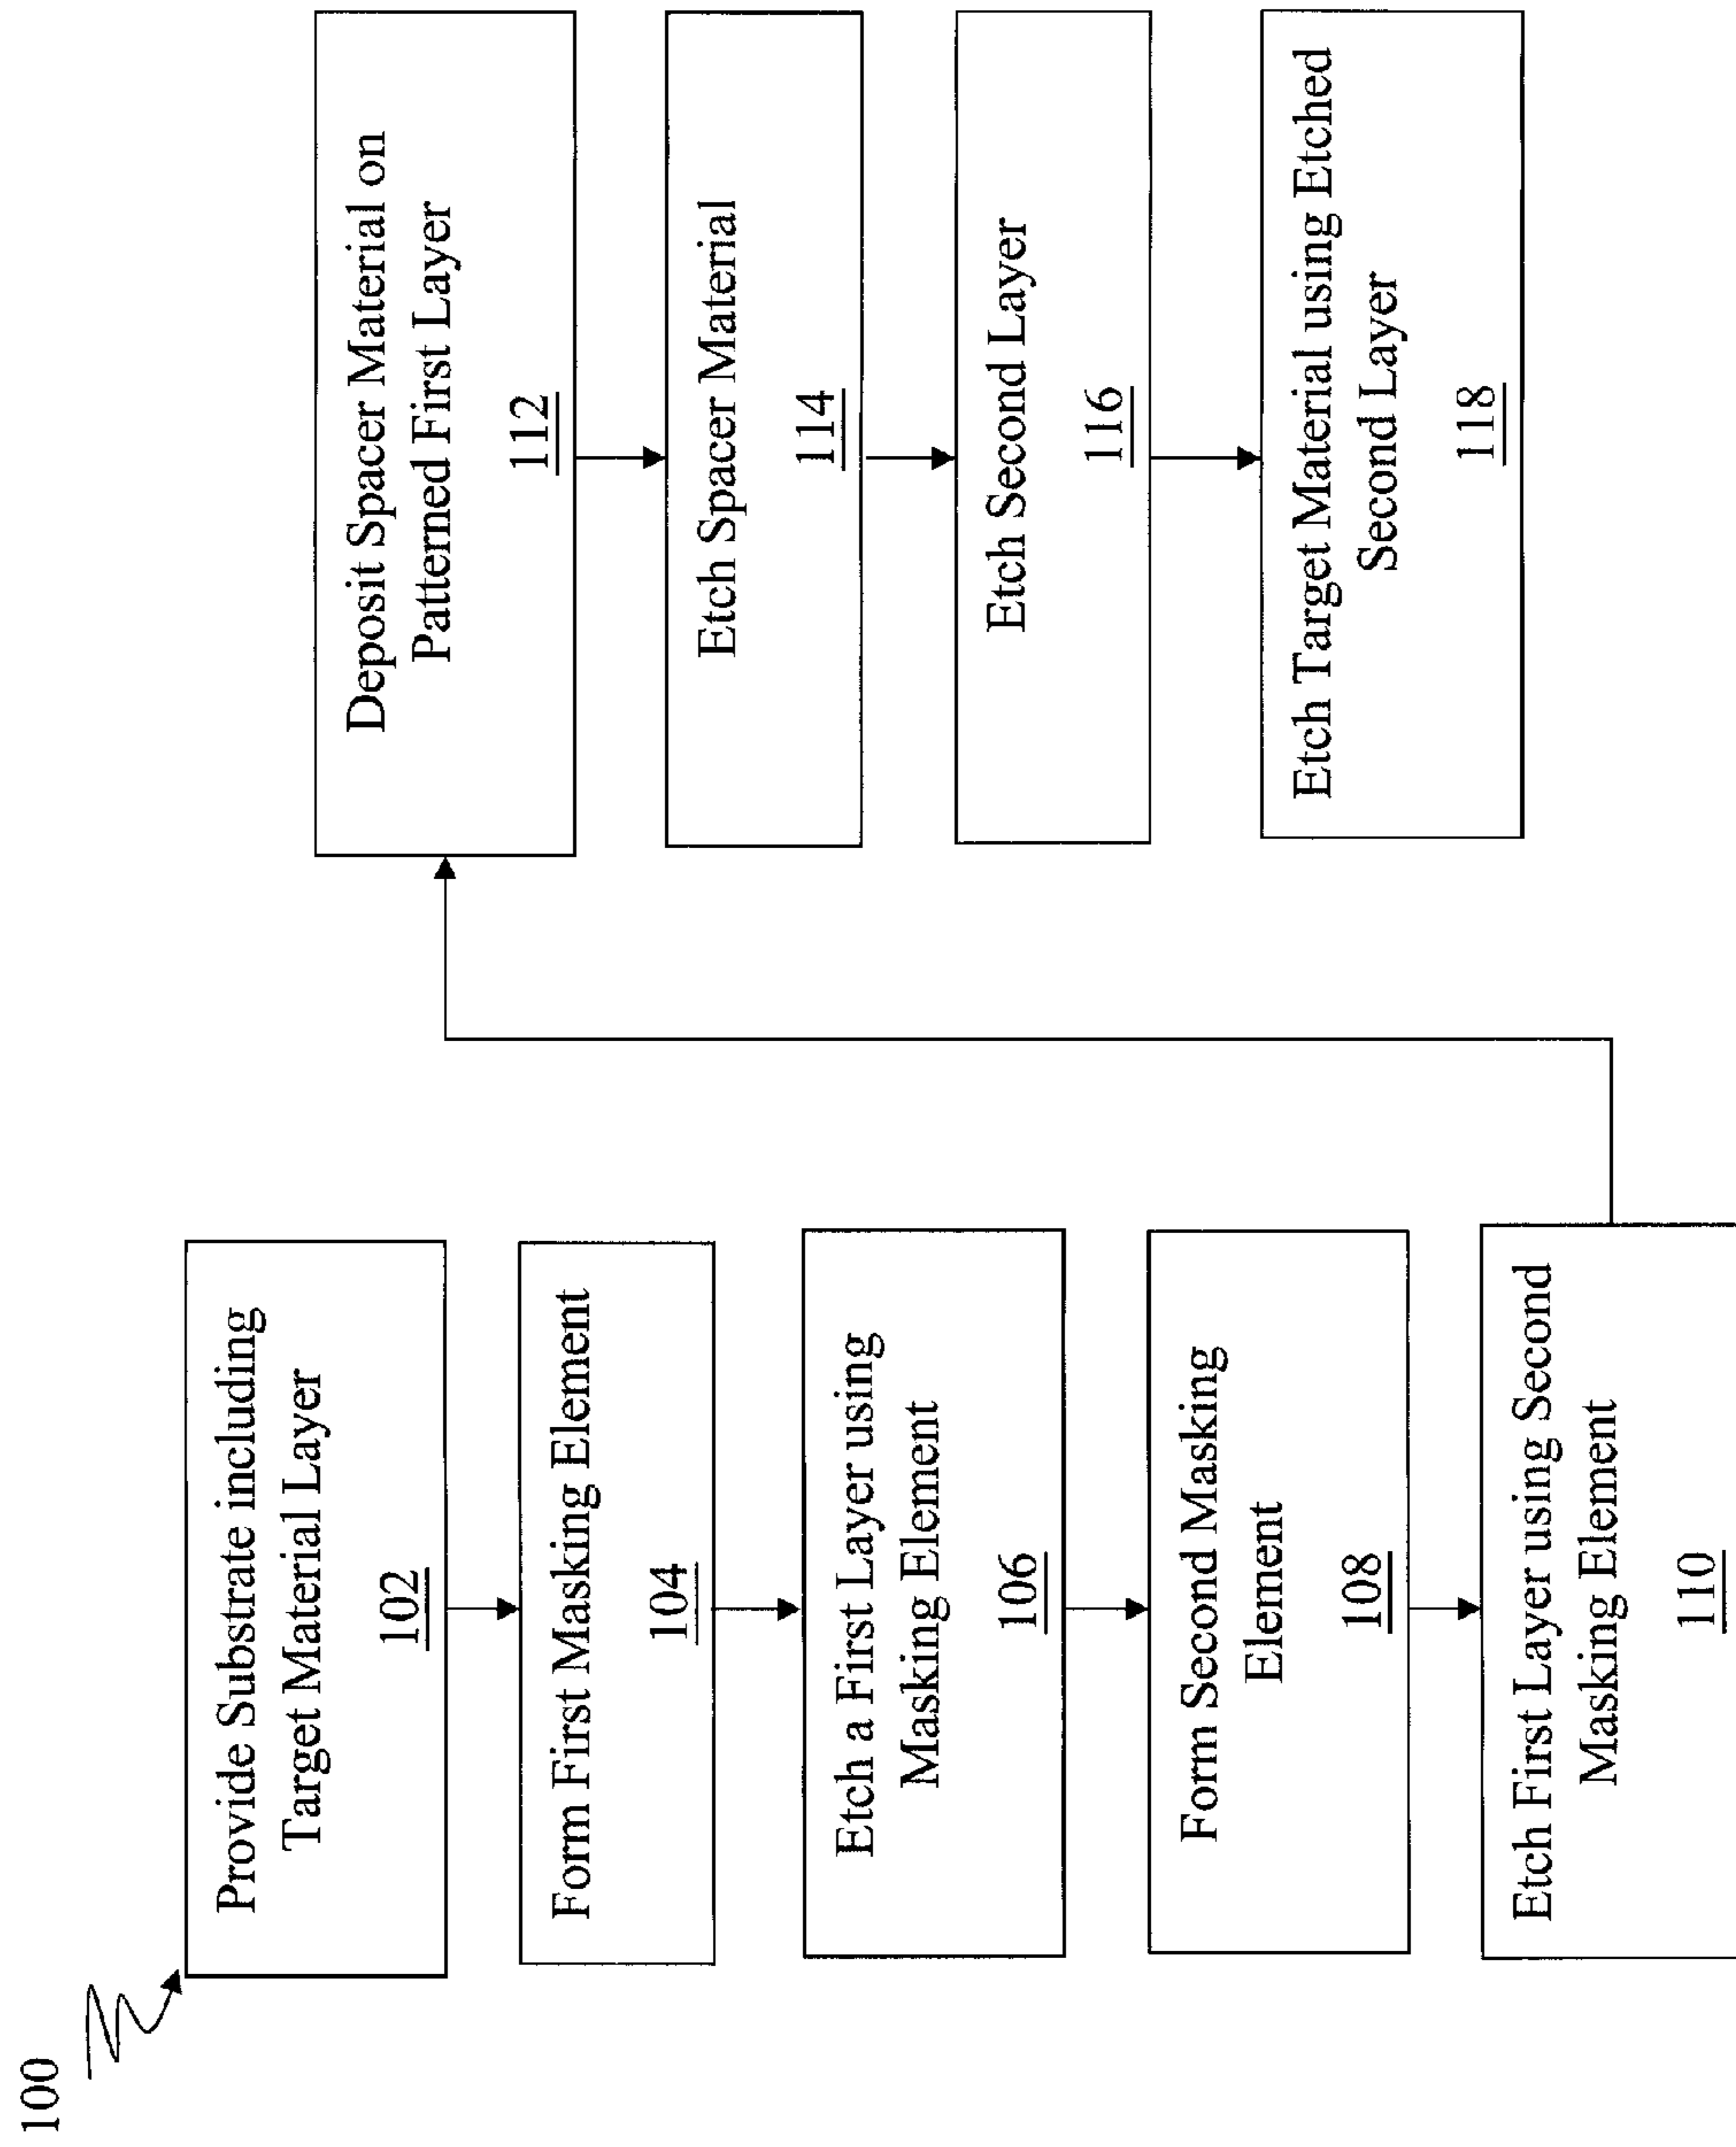 100
Provide Substrate including
Target Material Layer
102
Form First Masking Element
104
Etch a First Layer using
Masking Element
106
Form Second Masking
Element
108
Etch First Layer using Second
Masking Element
110
Deposit Spacer Material on
Patterned First Layer
112
Etch Spacer Material
114
Etch Second Layer
116
Etch Target Material using Etched
Second Layer
118